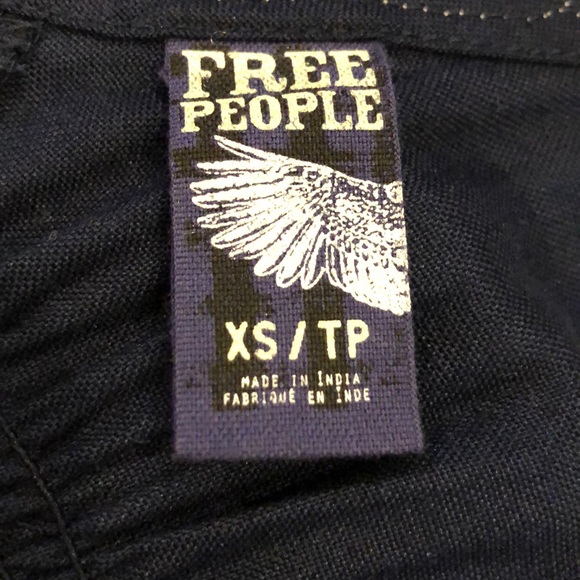 FREE
PEOPLE
XS / TP
MADE IN INDIA
FABRIQUÉ EN INDE